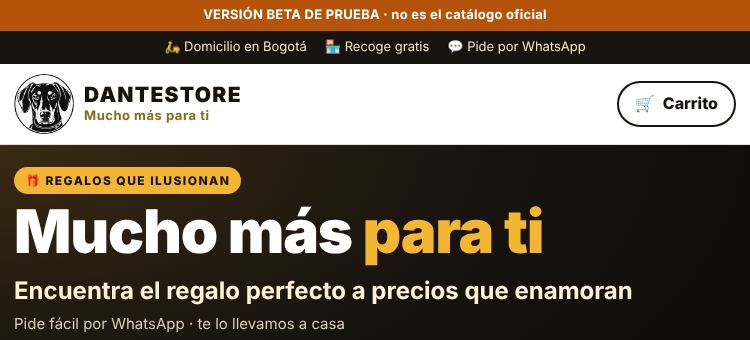 VERSIÓN BETA DE PRUEBA · no es el catálogo oficial
🛵 Domicilio en Bogotá 🏪 Recoge gratis 💬 Pide por WhatsApp
DANTESTORE
Mucho más para ti
🛒 Carrito
🎁 REGALOS QUE ILUSIONAN
Mucho más para ti
Encuentra el regalo perfecto a precios que enamoran
Pide fácil por WhatsApp · te lo llevamos a casa